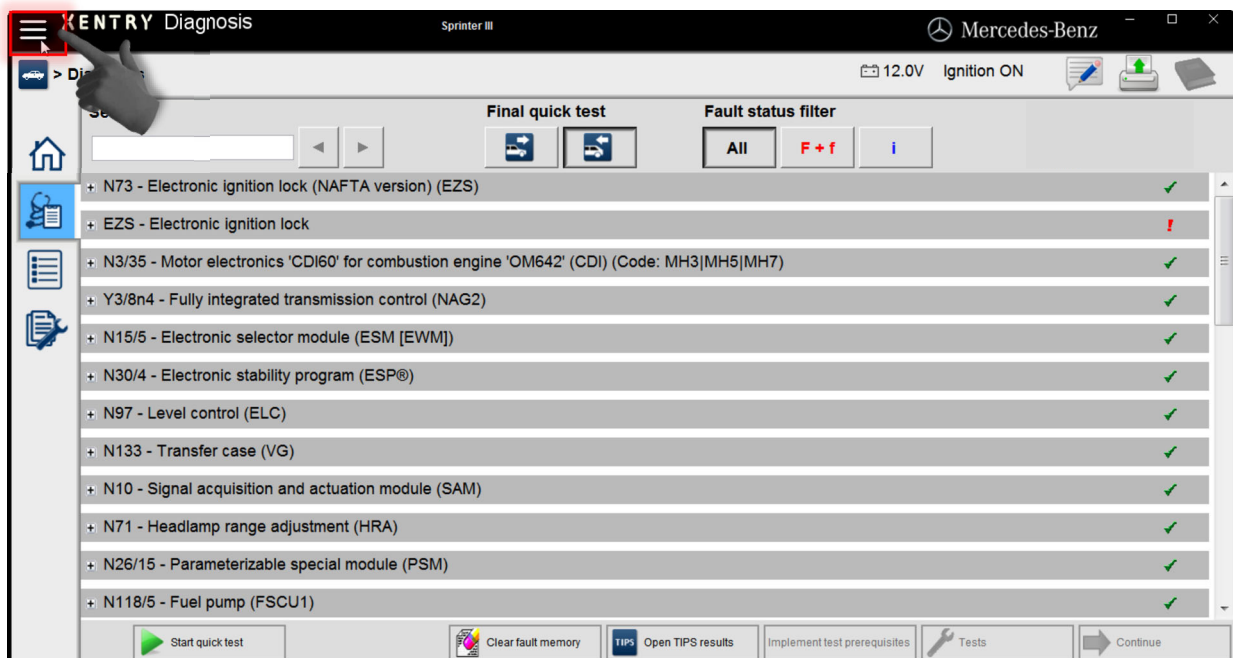 XENTRY Diagnosis
Sprinter III
Mercedes-Benz
12.0V Ignition ON
Final quick test
Fault status filter
All
F + f
i
+ N73 - Electronic ignition lock (NAFTA version) (EZS)
+ EZS - Electronic ignition lock
!
+ N3/35 - Motor electronics 'CDI60' for combustion engine 'OM642' (CDI) (Code: MH3|MH5|MH7)
+ Y3/8n4 - Fully integrated transmission control (NAG2)
+ N15/5 - Electronic selector module (ESM [EWM])
+ N30/4 - Electronic stability program (ESP®)
+ N97 - Level control (ELC)
+ N133 - Transfer case (VG)
+ N10 - Signal acquisition and actuation module (SAM)
+ N71 - Headlamp range adjustment (HRA)
+ N26/15 - Parameterizable special module (PSM)
+ N118/5 - Fuel pump (FSCU1)
Start quick test
Clear fault memory
TIPS Open TIPS results
Implement test prerequisites
Tests
Continue